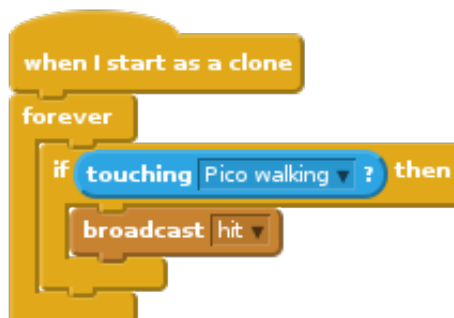 when I start as a clone
forever
if touching Pico walking ? then
broadcast hit